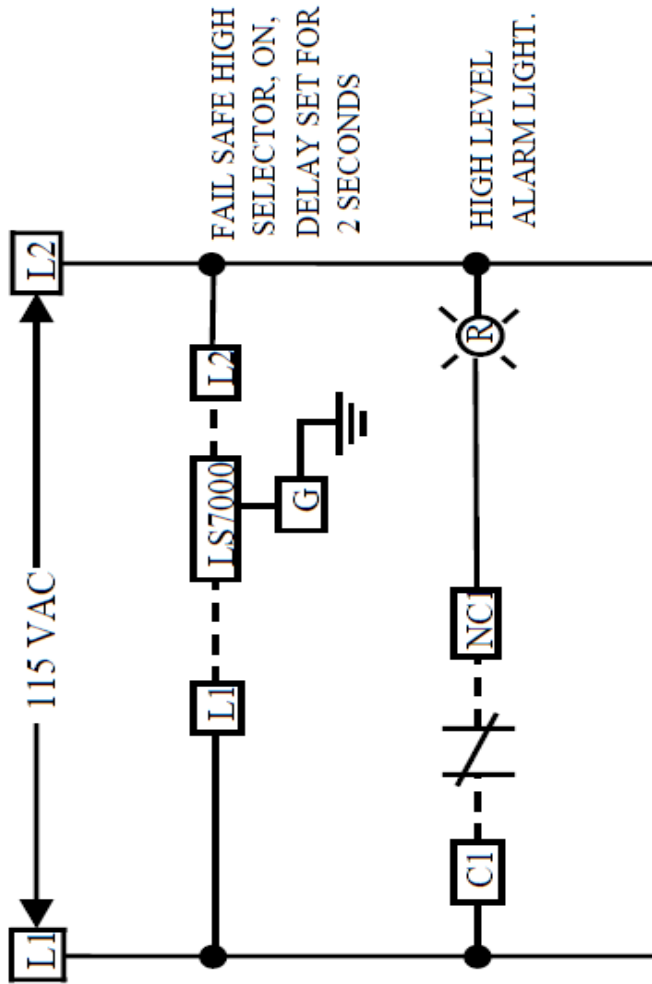 115 VAC
L1
L2
L1
LS7000
L2
FAIL SAFE HIGH
SELECTOR, ON,
DELAY SET FOR
2 SECONDS
G
C1
NC1
R
HIGH LEVEL
ALARM LIGHT.